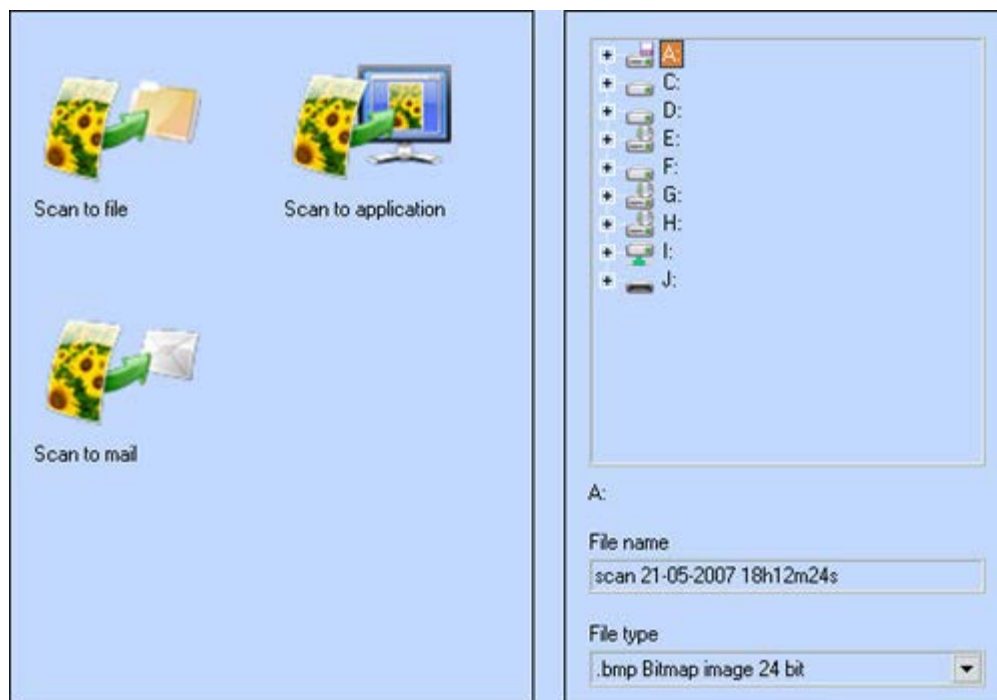 Scan to file
Scan to application
Scan to mail
A:
C:
D:
E:
F:
G:
H:
I:
J:
A:
File name
scan 21-05-2007 18h12m24s
File type
.bmp Bitmap image 24 bit